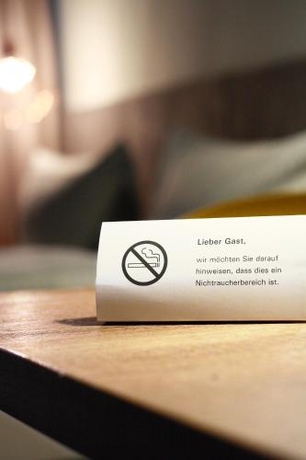 Lieber Gast,
wir möchten Sie darauf
hinweisen, dass dies ein
Nichtraucherbereich ist.